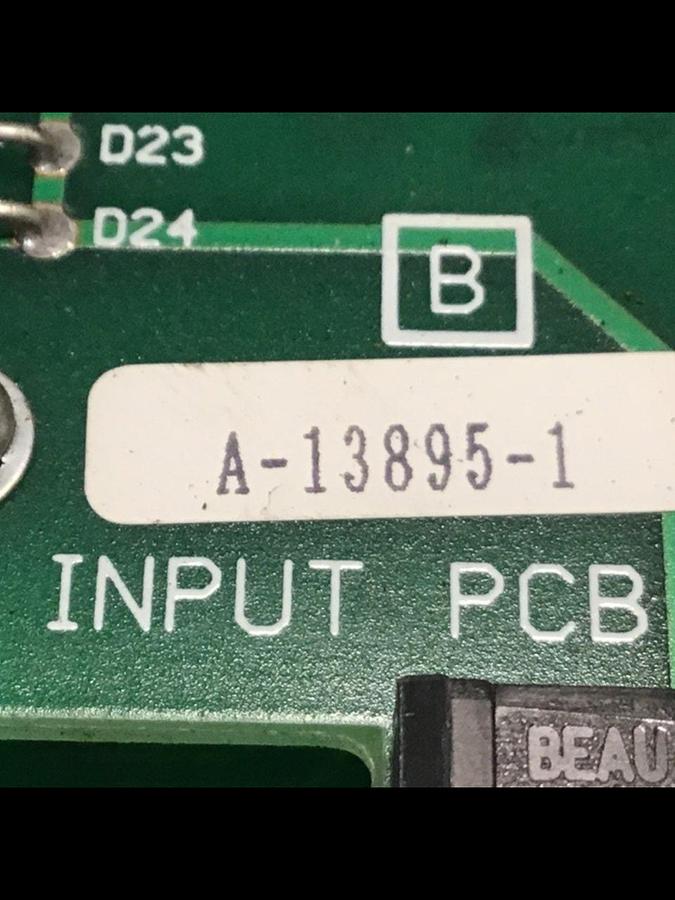 D23
D24
B
A-13895-1
INPUT PCB
BEAU